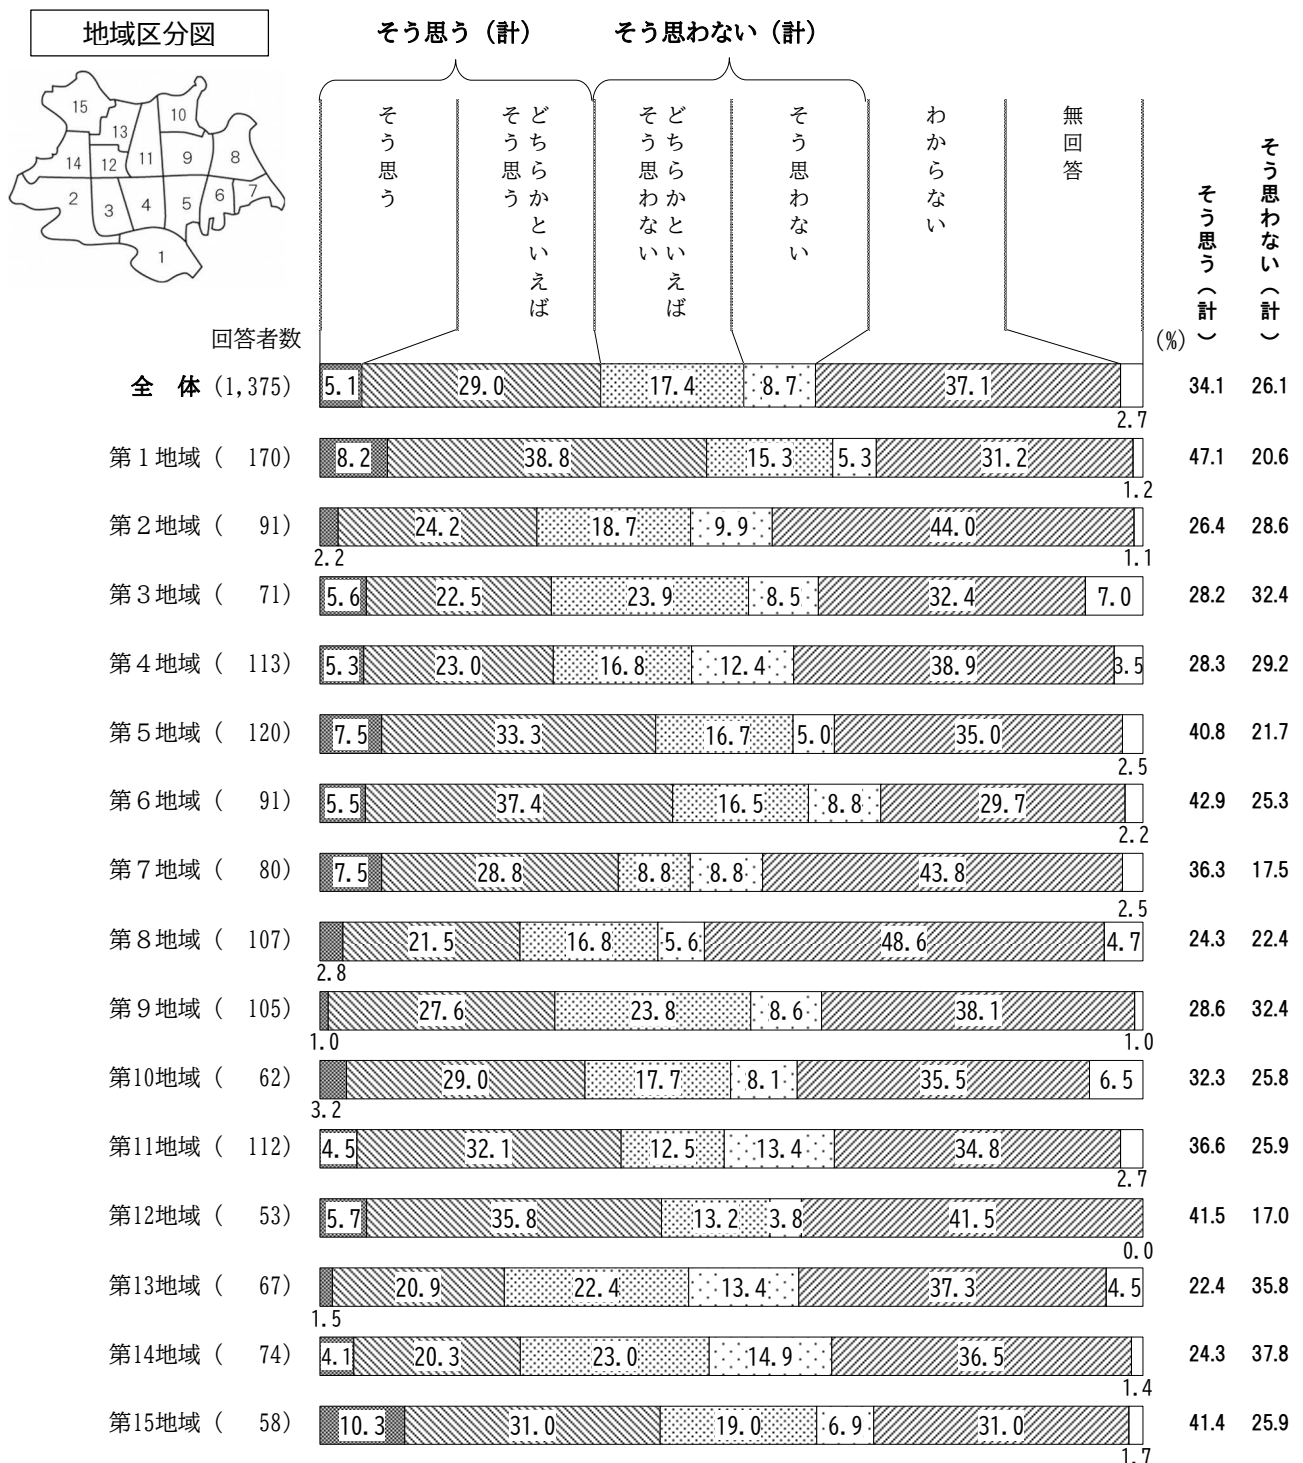 地域区分図
そう思う（計）
そう思わない（計）
15
10
13
14
12
11
9
8
2
3
4
5
6
7
1
そう思う
どちらかといえば
そう思う
どちらかといえば
そう思わない
そう思わない
わからない
無回答
そう思う（計）
そう思わない（計）
回答者数
(%)
全 体 (1,375) 5.1 29.0 17.4 8.7 37.1 2.7 34.1 26.1
第１地域 ( 170) 8.2 38.8 15.3 5.3 31.2 1.2 47.1 20.6
第２地域 ( 91) 2.2 24.2 18.7 9.9 44.0 1.1 26.4 28.6
第３地域 ( 71) 5.6 22.5 23.9 8.5 32.4 7.0 28.2 32.4
第４地域 ( 113) 5.3 23.0 16.8 12.4 38.9 3.5 28.3 29.2
第５地域 ( 120) 7.5 33.3 16.7 5.0 35.0 2.5 40.8 21.7
第６地域 ( 91) 5.5 37.4 16.5 8.8 29.7 2.2 42.9 25.3
第７地域 ( 80) 7.5 28.8 8.8 8.8 43.8 2.5 36.3 17.5
第８地域 ( 107) 2.8 21.5 16.8 5.6 48.6 4.7 24.3 22.4
第９地域 ( 105) 1.0 27.6 23.8 8.6 38.1 1.0 28.6 32.4
第10地域 ( 62) 3.2 29.0 17.7 8.1 35.5 6.5 32.3 25.8
第11地域 ( 112) 4.5 32.1 12.5 13.4 34.8 2.7 36.6 25.9
第12地域 ( 53) 5.7 35.8 13.2 3.8 41.5 0.0 41.5 17.0
第13地域 ( 67) 1.5 20.9 22.4 13.4 37.3 4.5 22.4 35.8
第14地域 ( 74) 4.1 20.3 23.0 14.9 36.5 1.4 24.3 37.8
第15地域 ( 58) 10.3 31.0 19.0 6.9 31.0 1.7 41.4 25.9